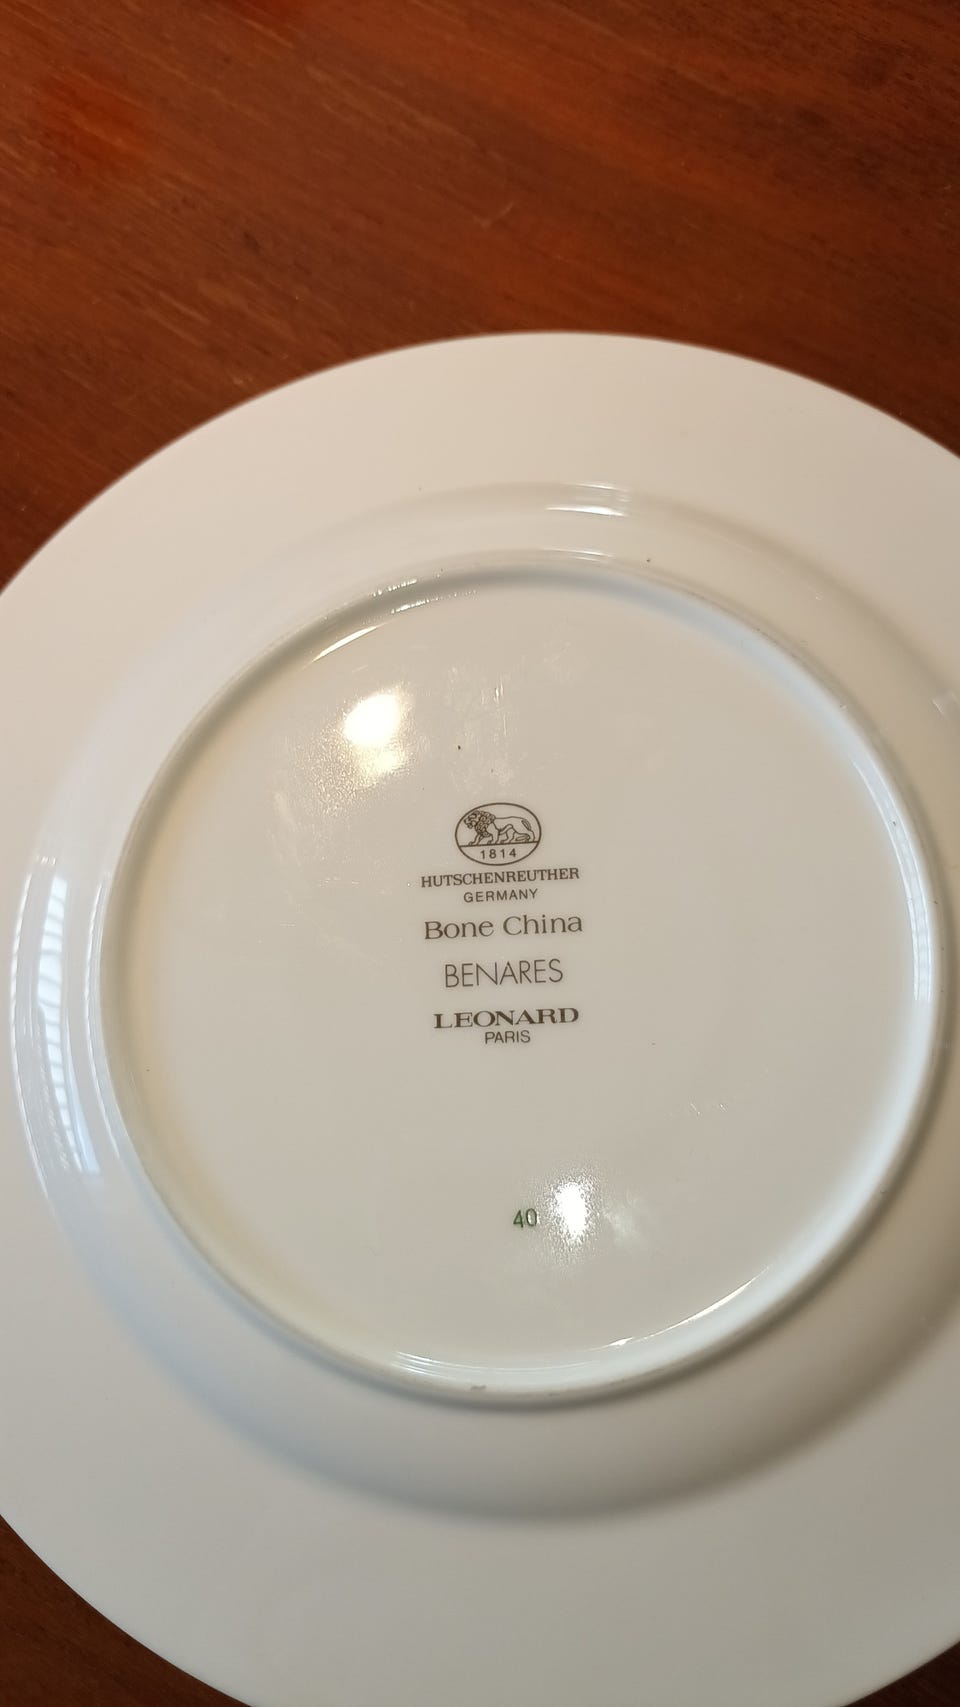 1814
HUTSCHENREUTHER
GERMANY
Bone China
BENARES
LEONARD
PARIS
40